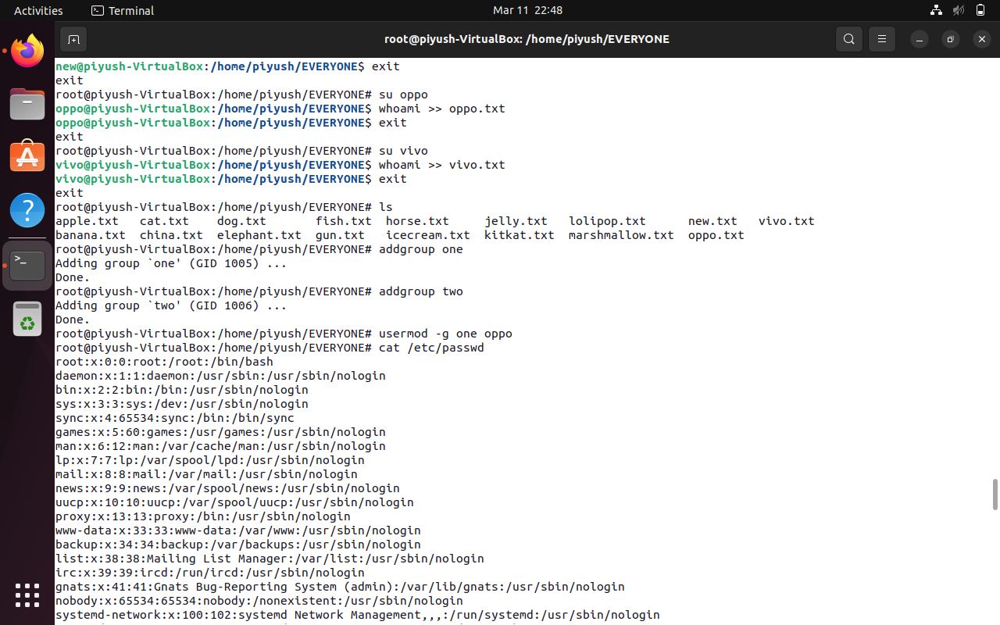 Activities Terminal Mar 11 22:48
root@piyush-VirtualBox: /home/piyush/EVERYONE
new@piyush-VirtualBox:/home/piyush/EVERYONE$ exit
exit
root@piyush-VirtualBox:/home/piyush/EVERYONE# su oppo
oppo@piyush-VirtualBox:/home/piyush/EVERYONE$ whoami >> oppo.txt
oppo@piyush-VirtualBox:/home/piyush/EVERYONE$ exit
exit
root@piyush-VirtualBox:/home/piyush/EVERYONE# su vivo
vivo@piyush-VirtualBox:/home/piyush/EVERYONE$ whoami >> vivo.txt
vivo@piyush-VirtualBox:/home/piyush/EVERYONE$ exit
exit
root@piyush-VirtualBox:/home/piyush/EVERYONE# ls
apple.txt   cat.txt    dog.txt       fish.txt  horse.txt     jelly.txt   lolipop.txt      new.txt   vivo.txt
banana.txt  china.txt  elephant.txt  gun.txt   icecream.txt  kitkat.txt  marshmallow.txt  oppo.txt
root@piyush-VirtualBox:/home/piyush/EVERYONE# addgroup one
Adding group `one' (GID 1005) ...
Done.
root@piyush-VirtualBox:/home/piyush/EVERYONE# addgroup two
Adding group `two' (GID 1006) ...
Done.
root@piyush-VirtualBox:/home/piyush/EVERYONE# usermod -g one oppo
root@piyush-VirtualBox:/home/piyush/EVERYONE# cat /etc/passwd
root:x:0:0:root:/root:/bin/bash
daemon:x:1:1:daemon:/usr/sbin:/usr/sbin/nologin
bin:x:2:2:bin:/bin:/usr/sbin/nologin
sys:x:3:3:sys:/dev:/usr/sbin/nologin
sync:x:4:65534:sync:/bin:/bin/sync
games:x:5:60:games:/usr/games:/usr/sbin/nologin
man:x:6:12:man:/var/cache/man:/usr/sbin/nologin
lp:x:7:7:lp:/var/spool/lpd:/usr/sbin/nologin
mail:x:8:8:mail:/var/mail:/usr/sbin/nologin
news:x:9:9:news:/var/spool/news:/usr/sbin/nologin
uucp:x:10:10:uucp:/var/spool/uucp:/usr/sbin/nologin
proxy:x:13:13:proxy:/bin:/usr/sbin/nologin
www-data:x:33:33:www-data:/var/www:/usr/sbin/nologin
backup:x:34:34:backup:/var/backups:/usr/sbin/nologin
list:x:38:38:Mailing List Manager:/var/list:/usr/sbin/nologin
irc:x:39:39:ircd:/run/ircd:/usr/sbin/nologin
gnats:x:41:41:Gnats Bug-Reporting System (admin):/var/lib/gnats:/usr/sbin/nologin
nobody:x:65534:65534:nobody:/nonexistent:/usr/sbin/nologin
systemd-network:x:100:102:systemd Network Management,,,:/run/systemd:/usr/sbin/nologin